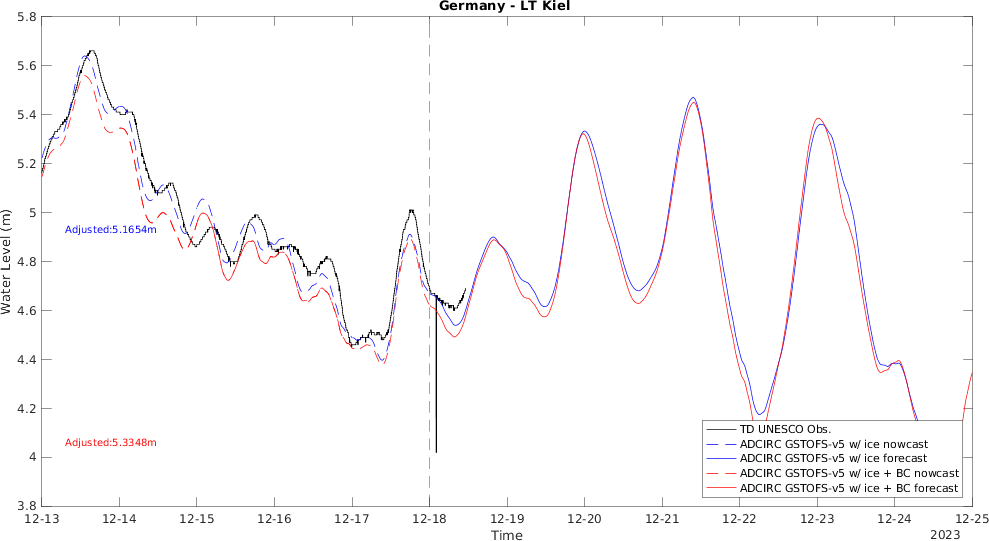 Germany - LT Kiel
5.8
5.6
5.4
5.2
5
4.8
4.6
4.4
4.2
4
3.8
Water Level (m)
Adjusted:5.1654m
Adjusted:5.3348m
TD UNESCO Obs.
ADCIRC GSTOFS-v5 w/ ice nowcast
ADCIRC GSTOFS-v5 w/ ice forecast
ADCIRC GSTOFS-v5 w/ ice + BC nowcast
ADCIRC GSTOFS-v5 w/ ice + BC forecast
12-13 12-14 12-15 12-16 12-17 12-18 12-19 12-20 12-21 12-22 12-23 12-24 12-25
Time
2023